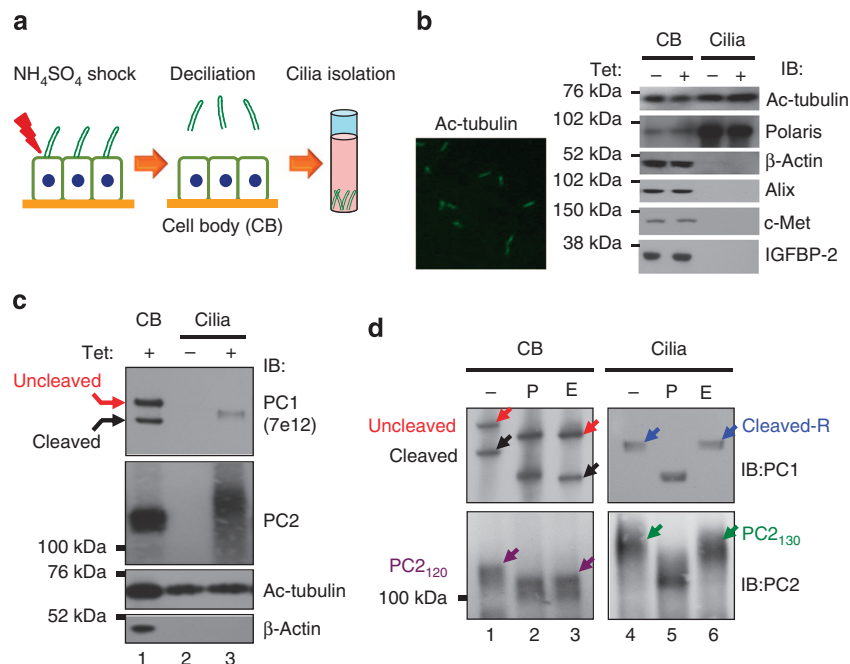 a
NH4SO4 shock
Deciliation
Cilia isolation
Cell body (CB)
b
CB Cilia
Tet: – + – + IB:
Ac-tubulin
76 kDa Ac-tubulin
102 kDa Polaris
52 kDa β-Actin
102 kDa Alix
150 kDa c-Met
38 kDa IGFBP-2
c
CB Cilia
Tet: + – + IB:
Uncleaved
Cleaved
PC1
(7e12)
PC2
100 kDa
76 kDa
Ac-tubulin
52 kDa
β-Actin
1 2 3
d
CB Cilia
– P E – P E
Uncleaved
Cleaved
Cleaved-R
IB:PC1
PC2120
PC2130
100 kDa
IB:PC2
1 2 3 4 5 6